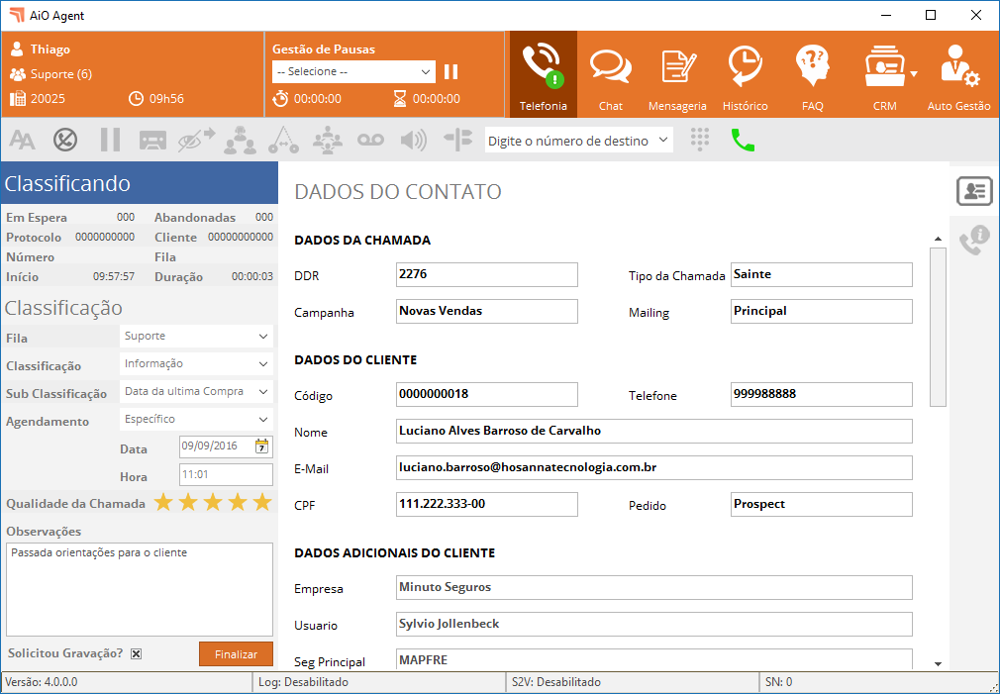 AiO Agent
Thiago
Suporte (6)
20025
09h56
Gestão de Pausas
-- Selecione --
00:00:00
00:00:00
Telefonia
Chat
Mensageria
Histórico
FAQ
CRM
Auto Gestão
AA
Digite o número de destino
Classificando
Em Espera 000 Abandonadas 000
Protocolo 0000000000 Cliente 00000000000
Número Fila
Início 09:57:57 Duração 00:00:03
Classificação
Fila Suporte
Classificação Informação
Sub Classificação Data da ultima Compra
Agendamento Específico
Data 09/09/2016 7
Hora 11:01
Qualidade da Chamada
Observações
Passada orientações para o cliente
Solicitou Gravação?
Finalizar
DADOS DO CONTATO
DADOS DA CHAMADA
DDR 2276 Tipo da Chamada Sainte
Campanha Novas Vendas Mailing Principal
DADOS DO CLIENTE
Código 0000000018 Telefone 999988888
Nome Luciano Alves Barroso de Carvalho
E-Mail luciano.barroso@hosannatecnologia.com.br
CPF 111.222.333-00 Pedido Prospect
DADOS ADICIONAIS DO CLIENTE
Empresa Minuto Seguros
Usuario Sylvio Jollenbeck
Seg Principal MAPFRE
Versão: 4.0.0.0
Log: Desabilitado
S2V: Desabilitado
SN: 0